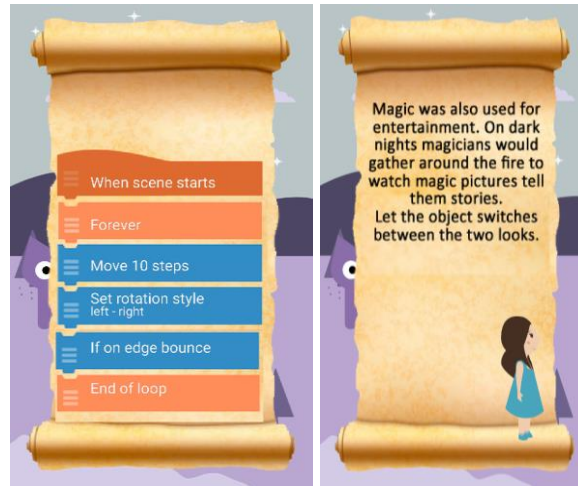 When scene starts
Forever
Move 10 steps
Set rotation style
left - right
If on edge bounce
End of loop
Magic was also used for
entertainment. On dark
nights magicians would
gather around the fire to
watch magic pictures tell
them stories.
Let the object switches
between the two looks.